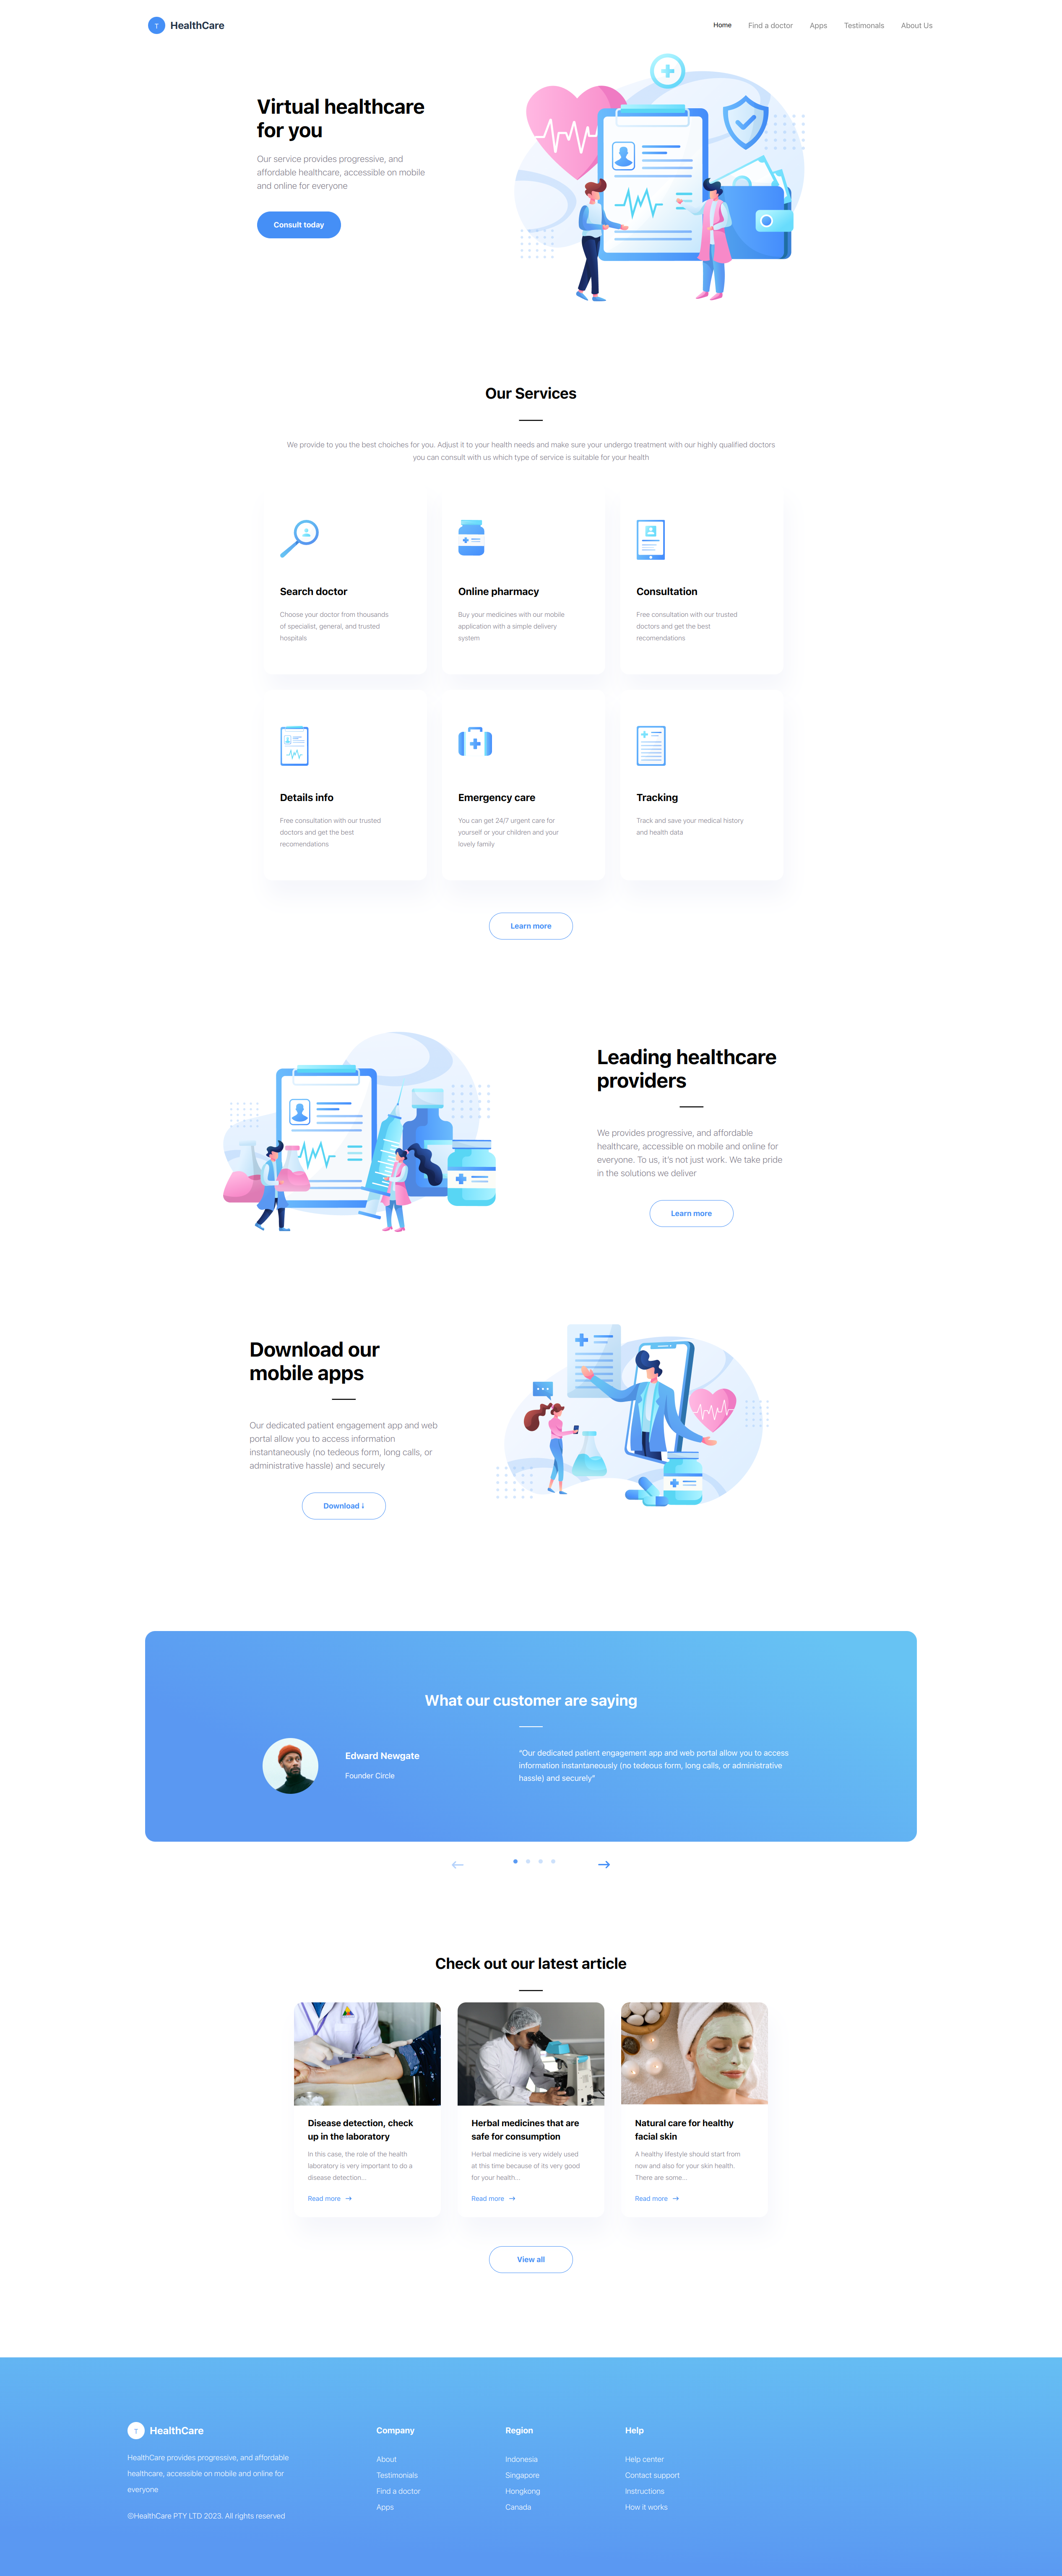 T HealthCare
Home Find a doctor Apps Testimonals About Us
Virtual healthcare
for you
Our service provides progressive, and
affordable healthcare, accessible on mobile
and online for everyone
Consult today
Our Services
We provide to you the best choiches for you. Adjust it to your health needs and make sure your undergo treatment with our highly qualified doctors
you can consult with us which type of service is suitable for your health
Search doctor
Choose your doctor from thousands
of specialist, general, and trusted
hospitals
Online pharmacy
Buy your medicines with our mobile
application with a simple delivery
system
Consultation
Free consultation with our trusted
doctors and get the best
recomendations
Details info
Free consultation with our trusted
doctors and get the best
recomendations
Emergency care
You can get 24/7 urgent care for
yourself or your children and your
lovely family
Tracking
Track and save your medical history
and health data
Learn more
Leading healthcare
providers
We provides progressive, and affordable
healthcare, accessible on mobile and online for
everyone. To us, it's not just work. We take pride
in the solutions we deliver
Learn more
Download our
mobile apps
Our dedicated patient engagement app and web
portal allow you to access information
instantaneously (no tedeous form, long calls, or
administrative hassle) and securely
Download ↓
What our customer are saying
Edward Newgate
Founder Circle
"Our dedicated patient engagement app and web portal allow you to access
information instantaneously (no tedeous form, long calls, or administrative
hassle) and securely"
Check out our latest article
Disease detection, check
up in the laboratory
In this case, the role of the health
laboratory is very important to do a
disease detection...
Read more →
Herbal medicines that are
safe for consumption
Herbal medicine is very widely used
at this time because of its very good
for your health...
Read more →
Natural care for healthy
facial skin
A healthy lifestyle should start from
now and also for your skin health.
There are some...
Read more →
View all
T HealthCare
HealthCare provides progressive, and affordable
healthcare, accessible on mobile and online for
everyone
©HealthCare PTY LTD 2023. All rights reserved
Company
About
Testimonials
Find a doctor
Apps
Region
Indonesia
Singapore
Hongkong
Canada
Help
Help center
Contact support
Instructions
How it works